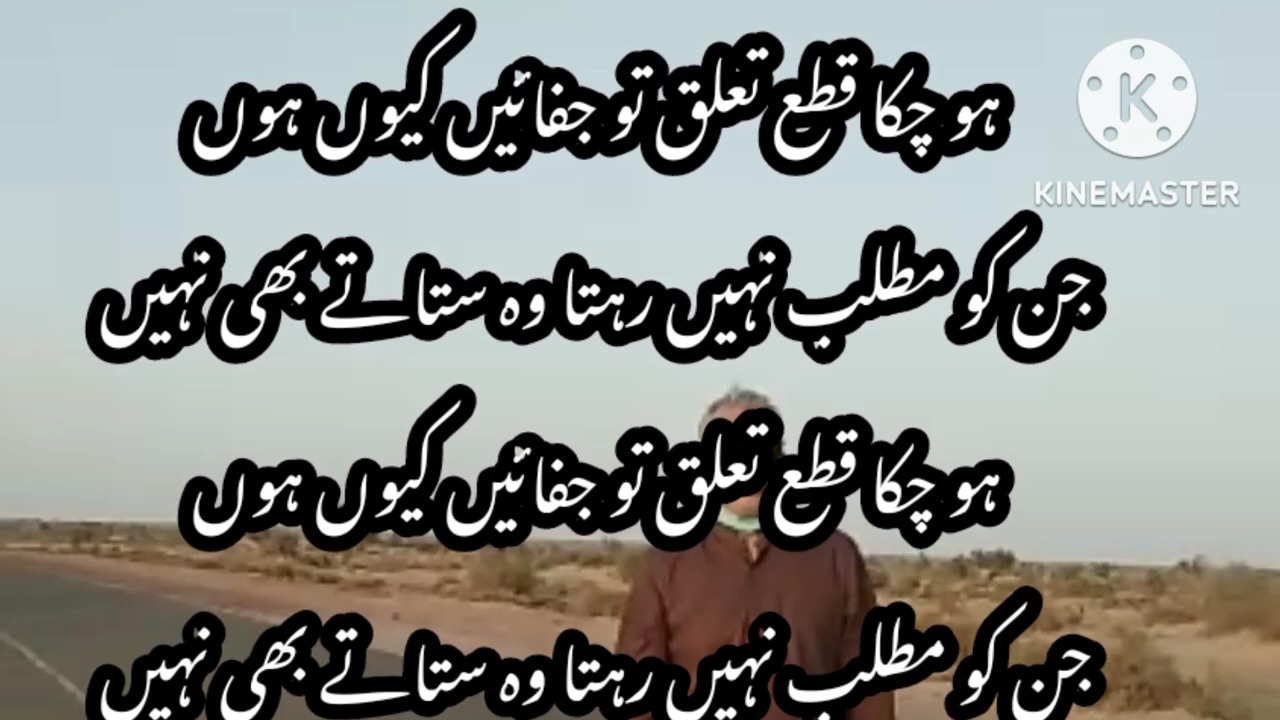 ہو چکا قطع تعلق تو جفائیں کیوں ہوں
KINEMASTER
جن کو مطلب نہیں رہتا وہ ستاتے بھی نہیں
ہو چکا قطع تعلق تو جفائیں کیوں ہوں
جن کو مطلب نہیں رہتا وہ ستاتے بھی نہیں